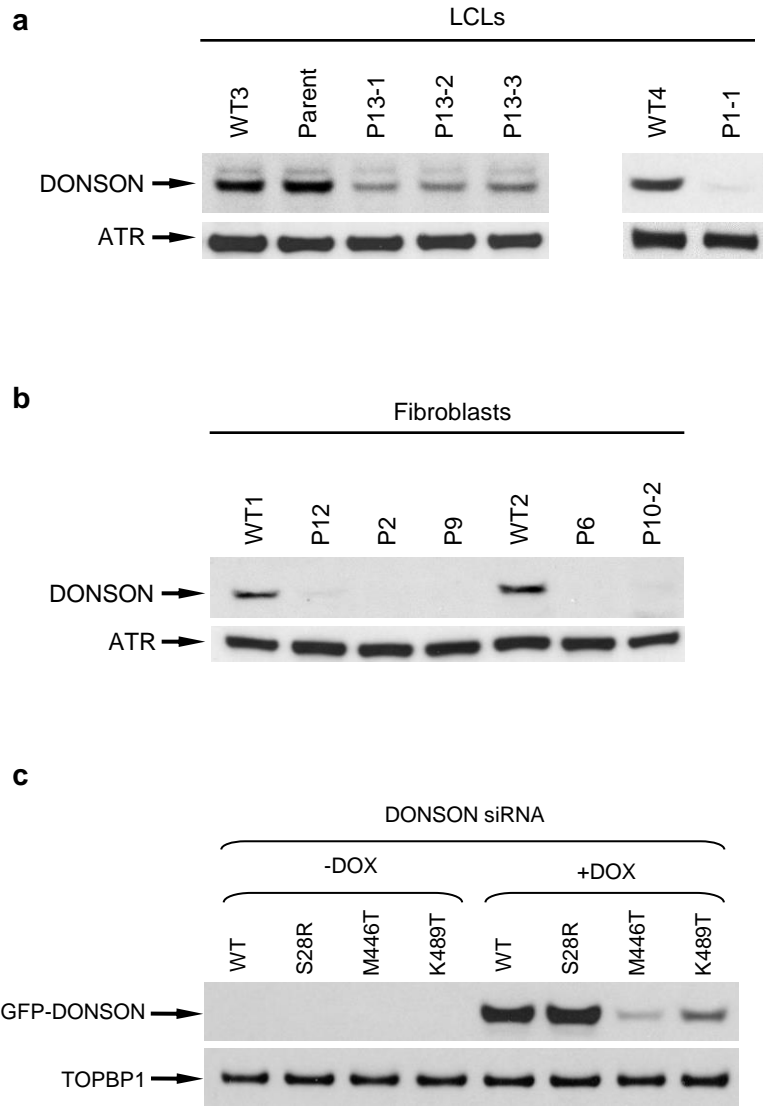 a
LCLs
WT3 Parent P13-1 P13-2 P13-3 WT4 P1-1
DONSON
ATR
b
Fibroblasts
WT1 P12 P2 P9 WT2 P6 P10-2
DONSON
ATR
c
DONSON siRNA
-DOX +DOX
WT S28R M446T K489T WT S28R M446T K489T
GFP-DONSON
TOPBP1